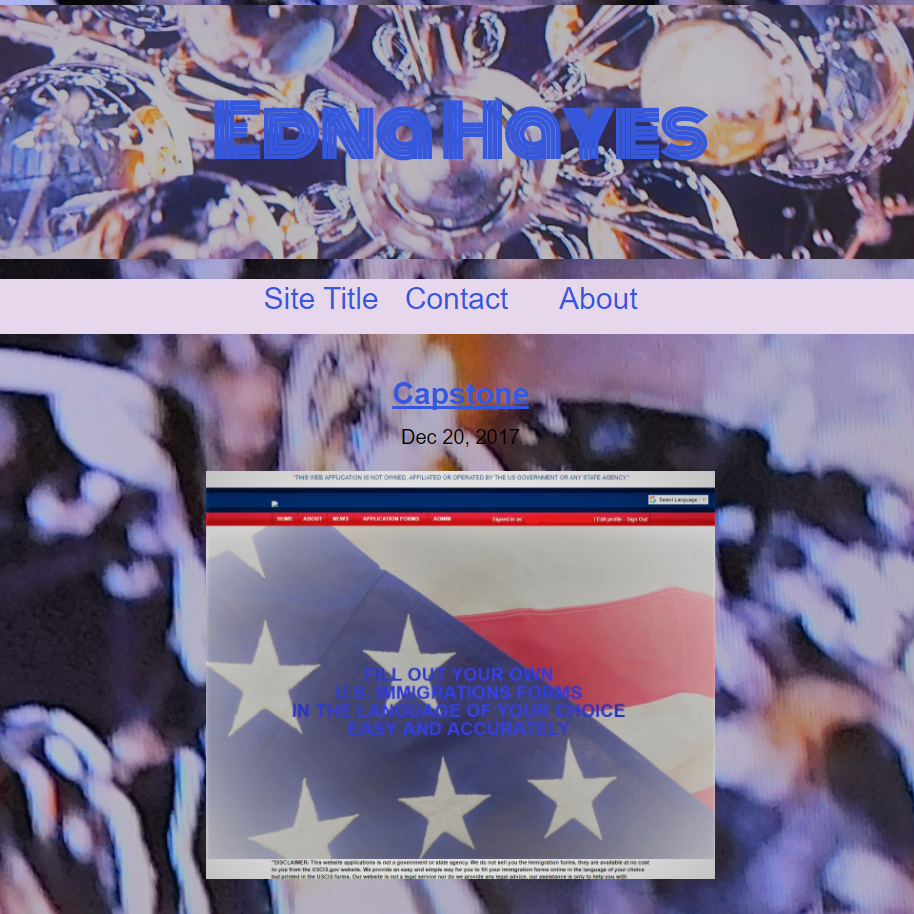 Edna Hayes
Site Title Contact About
Capstone
Dec 20, 2017
"THIS WEB APPLICATION IS NOT OWNED, AFFILIATED OR OPERATED BY THE US GOVERNMENT OR ANY STATE AGENCY."
Select Language
HOME ABOUT NEWS APPLICATION FORMS ADMIN Signed in as: | Edit profile - Sign Out
FILL OUT YOUR OWN
U.S. IMMIGRATIONS FORMS
IN THE LANGUAGE OF YOUR CHOICE
EASY AND ACCURATELY
"DISCLAIMER: This website applications is not a government or state agency. We do not sell you the immigration forms, they are available at no cost
to you from the USCIS.gov website. We provide an easy and simple way for you to fill your immigration forms online in the language of your choice
but printed in the USCIS forms. Our website is not a legal service nor do we provide any legal advice, our assistance is only to help you with